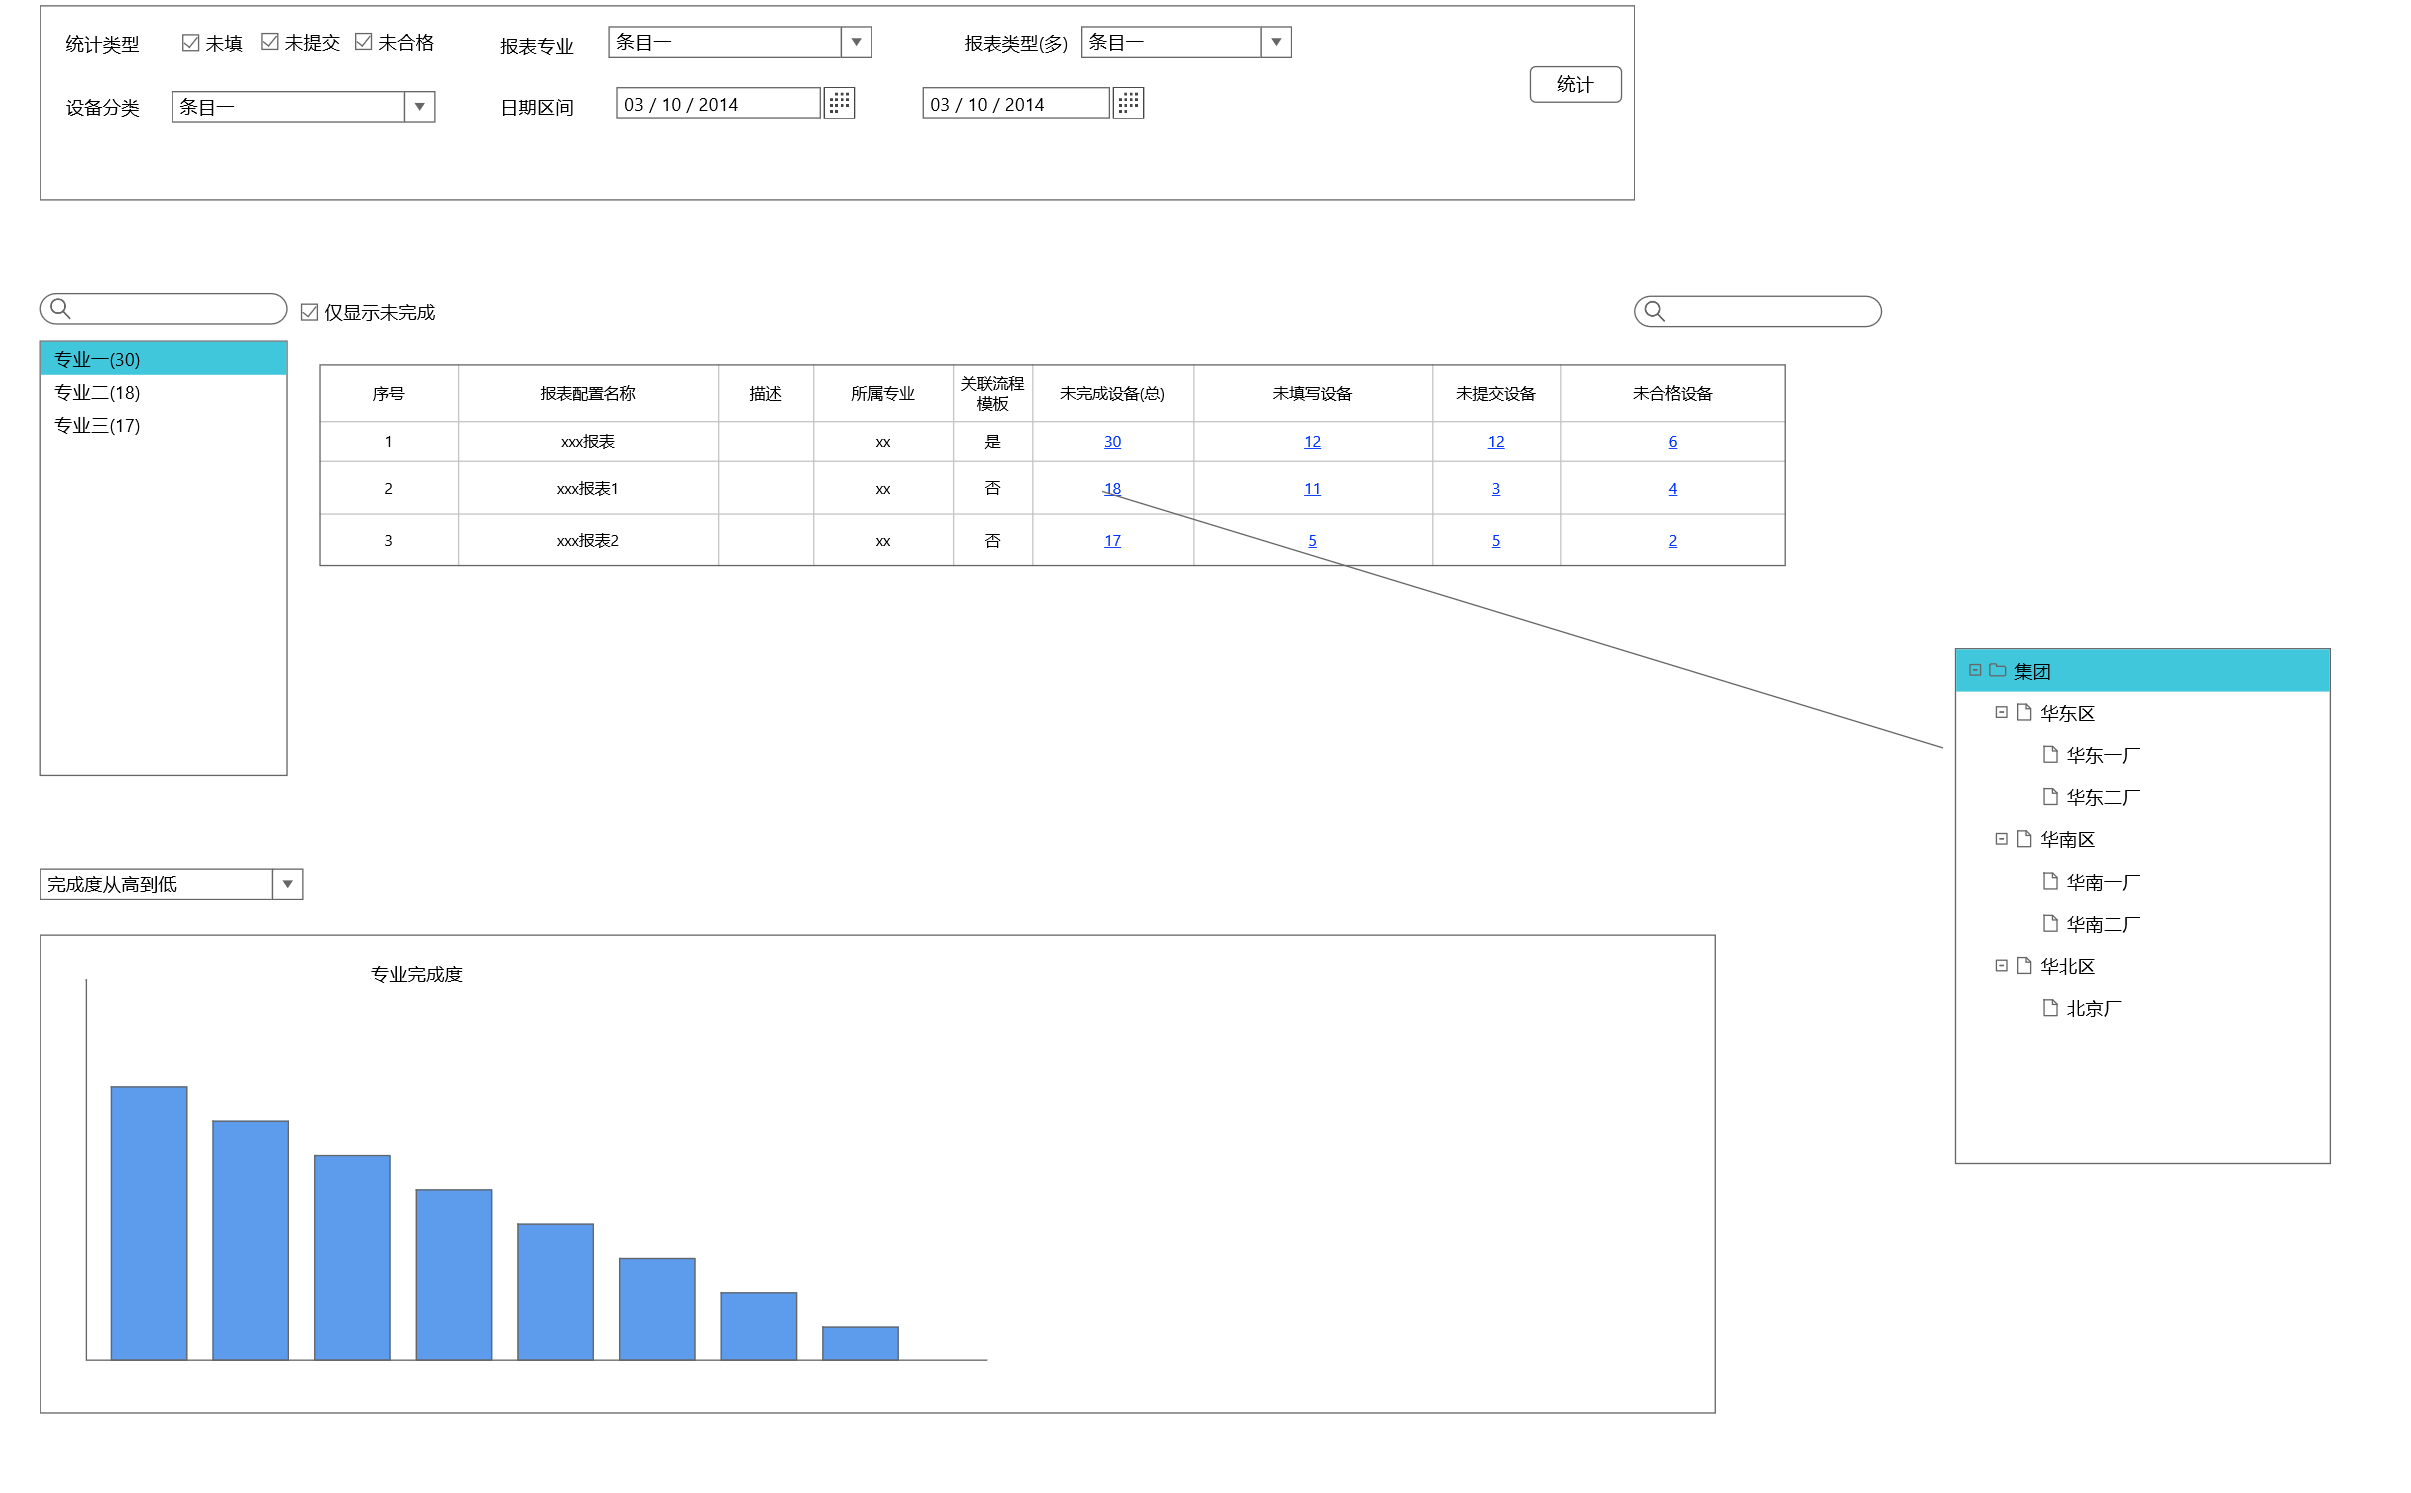 统计类型 未填 未提交 未合格 报表专业 条目一 报表类型(多) 条目一
统计
设备分类 条目一 日期区间 03 / 10 / 2014 03 / 10 / 2014
仅显示未完成
专业一(30)
专业二(18)
专业三(17)
序号 报表配置名称 描述 所属专业 关联流程模板 未完成设备(总) 未填写设备 未提交设备 未合格设备
1 xxx报表 xx 是 30 12 12 6
2 xxx报表1 xx 否 18 11 3 4
3 xxx报表2 xx 否 17 5 5 2
集团
华东区
华东一厂
华东二厂
华南区
华南一厂
华南二厂
华北区
北京厂
完成度从高到低
专业完成度